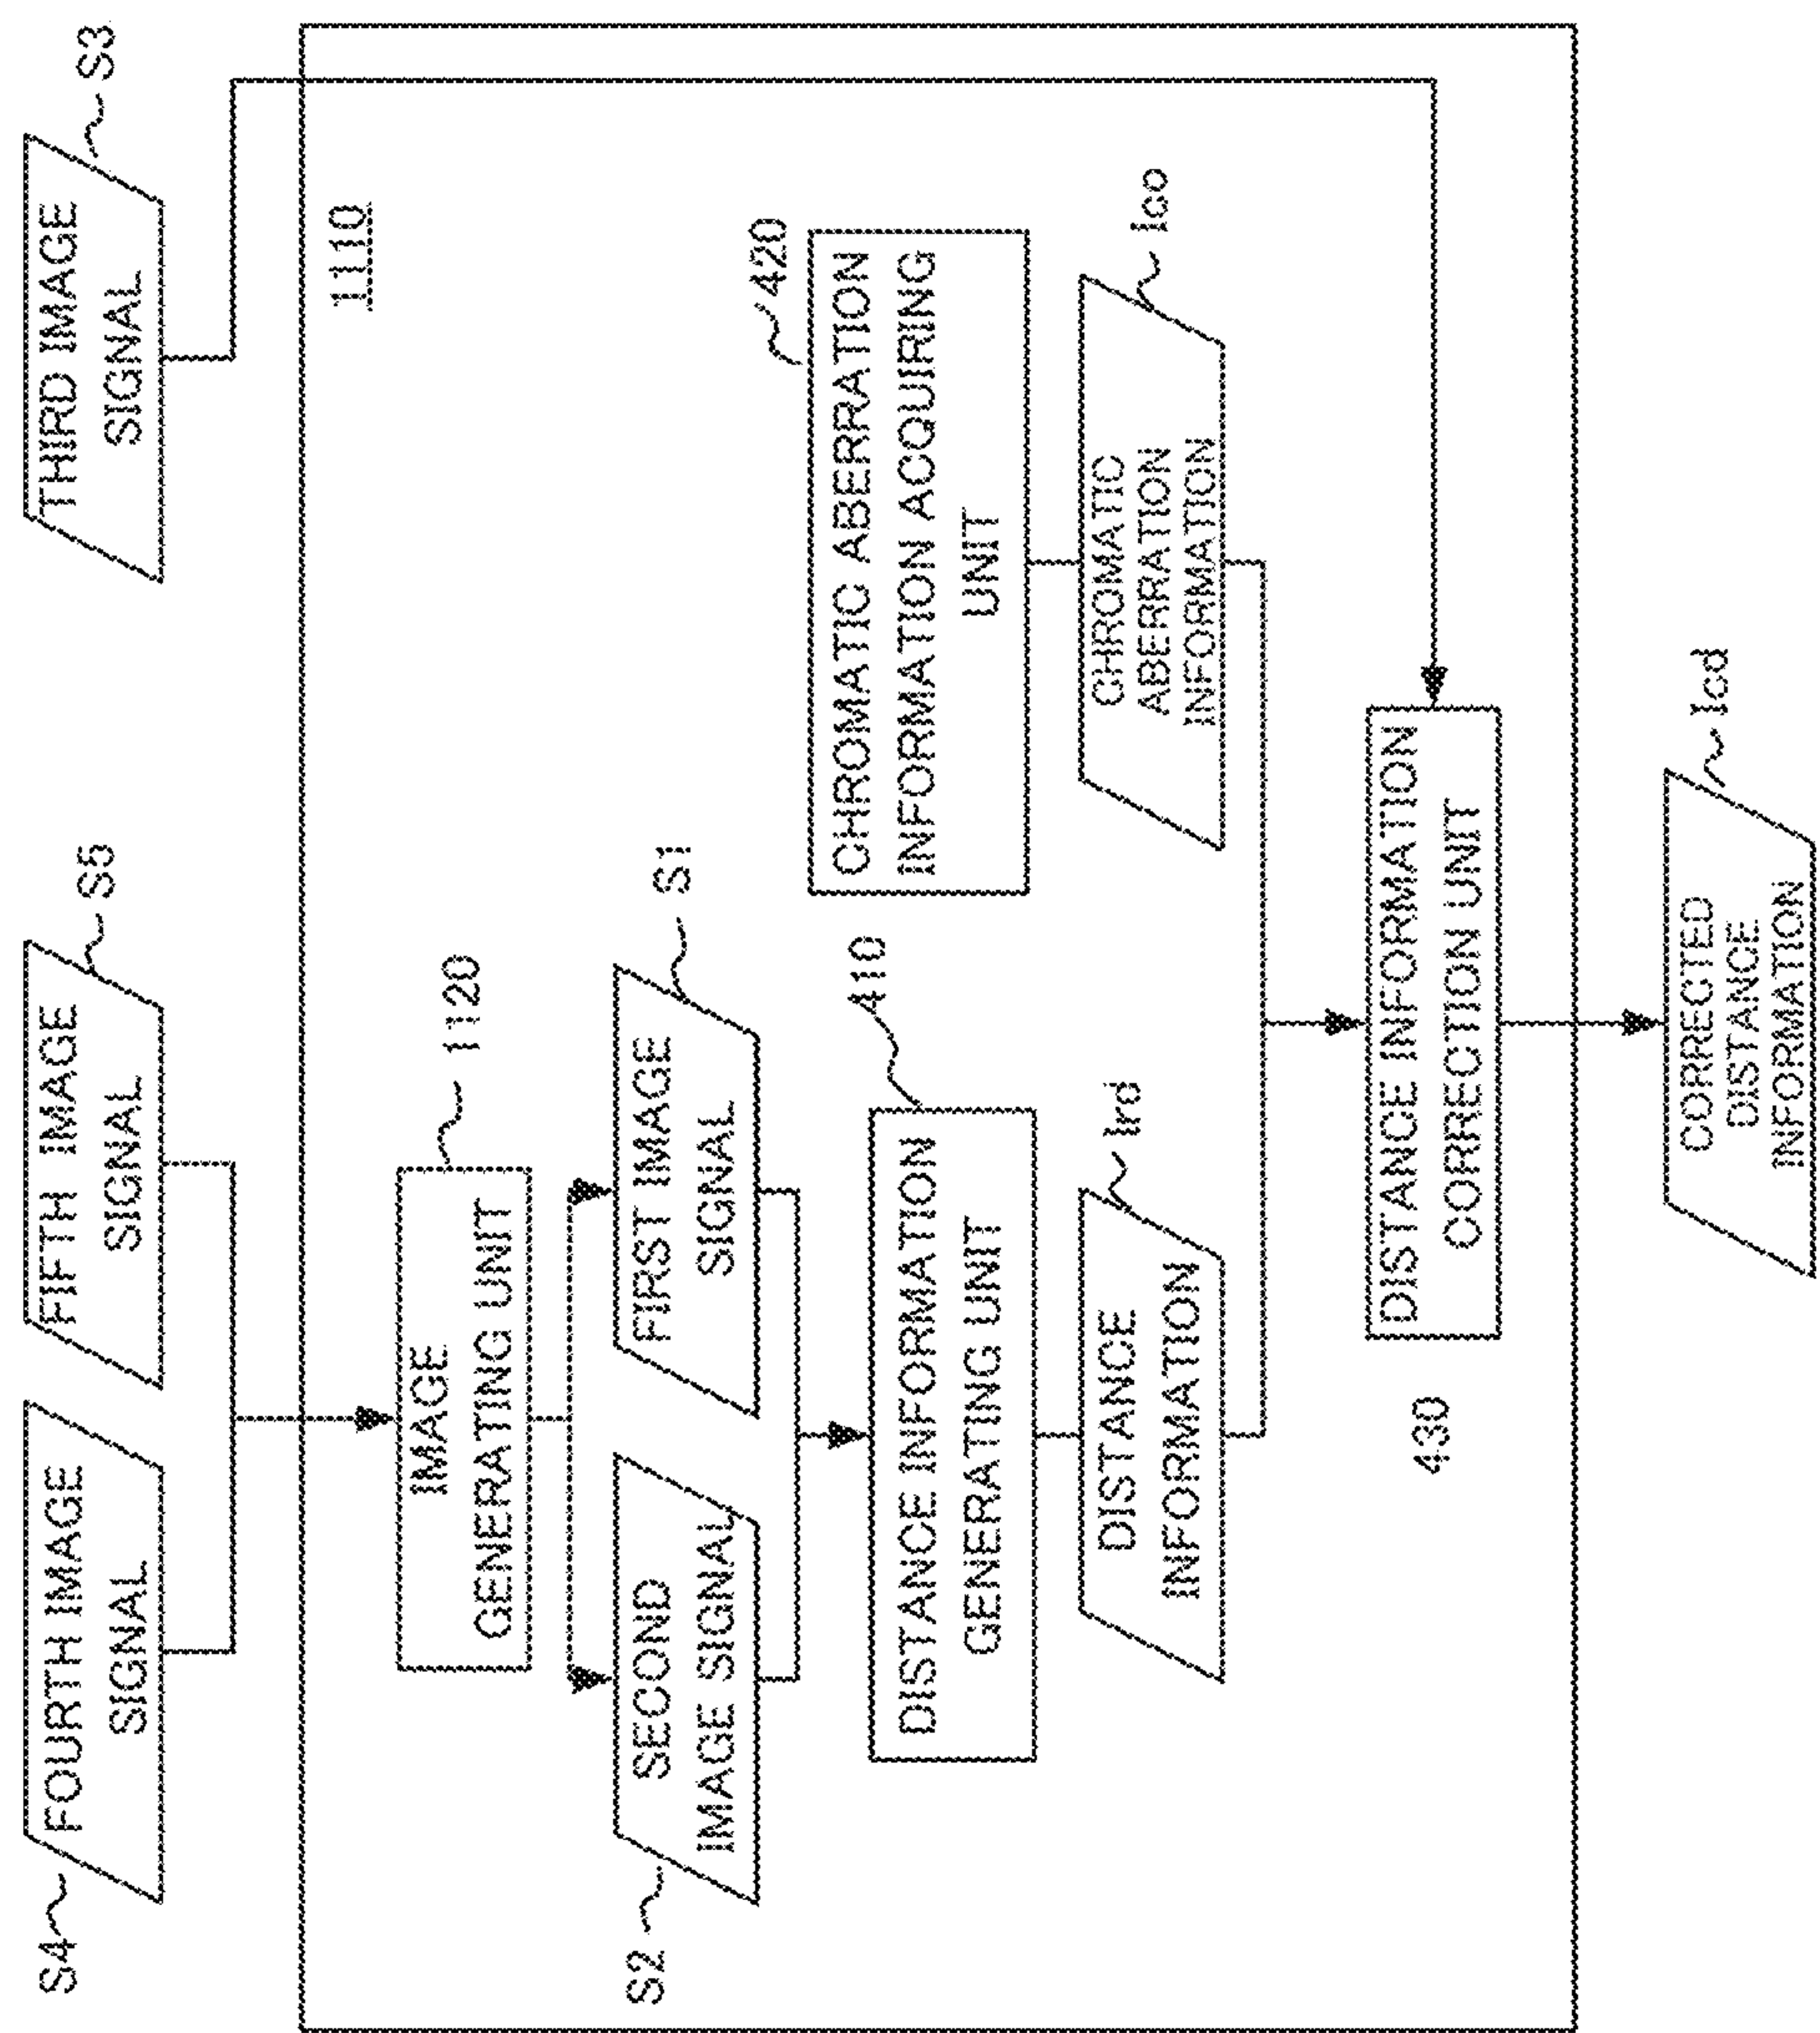 S4
FOURTH IMAGE
SIGNAL
FIFTH IMAGE
SIGNAL
S5
THIRD IMAGE
SIGNAL
S3
1110
IMAGE
GENERATING UNIT
1120
S2
SECOND
IMAGE SIGNAL
FIRST IMAGE
SIGNAL
S1
DISTANCE INFORMATION
GENERATING UNIT
410
CHROMATIC ABERRATION
INFORMATION ACQUIRING
UNIT
420
DISTANCE
INFORMATION
Ird
CHROMATIC
ABERRATION
INFORMATION
Ico
430
DISTANCE INFORMATION
CORRECTION UNIT
CORRECTED
DISTANCE
INFORMATION
Icd